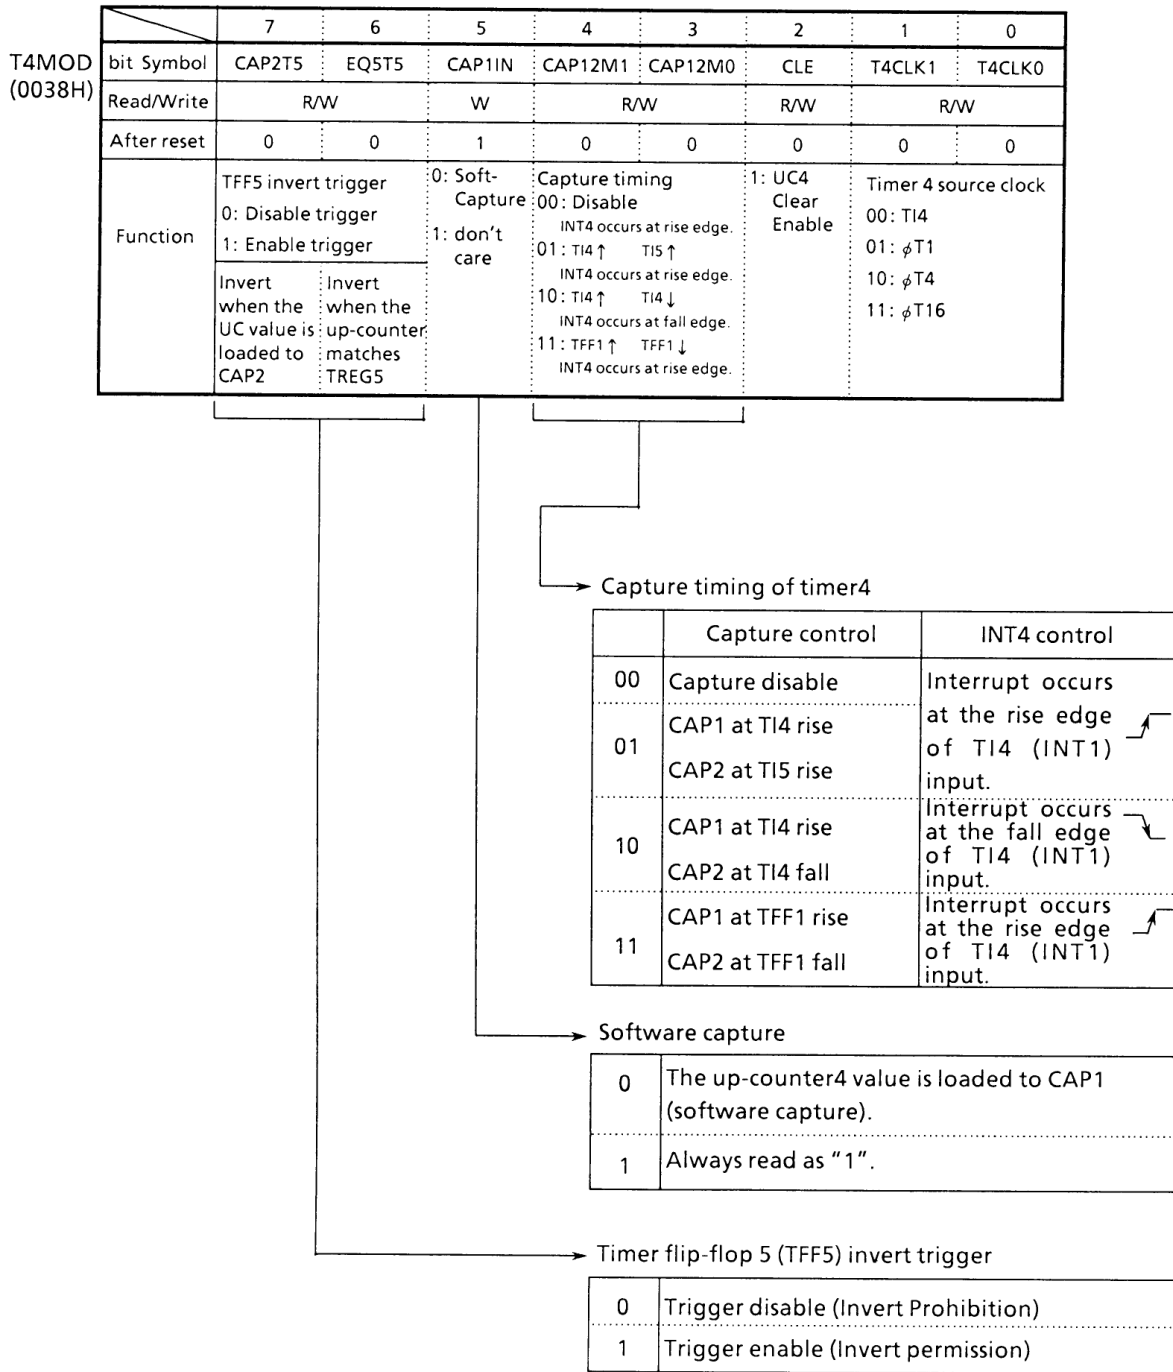 7 6 5 4 3 2 1 0
T4MOD
(0038H)
bit Symbol CAP2T5 EQ5T5 CAP1IN CAP12M1 CAP12M0 CLE T4CLK1 T4CLK0
Read/Write R/W W R/W R/W R/W
After reset 0 0 1 0 0 0 0 0
Function
TFF5 invert trigger
0: Disable trigger
1: Enable trigger
Invert
when the
UC value is
loaded to
CAP2
Invert
when the
up-counter
matches
TREG5
0: Soft-
Capture
1: don't
care
Capture timing
00: Disable
INT4 occurs at rise edge.
01: TI4↑ TI5↑
INT4 occurs at rise edge.
10: TI4↑ TI4↓
INT4 occurs at fall edge.
11: TFF1↑ TFF1↓
INT4 occurs at rise edge.
1: UC4
Clear
Enable
Timer 4 source clock
00: TI4
01: ϕT1
10: ϕT4
11: ϕT16
Capture timing of timer4
Capture control INT4 control
00 Capture disable
01
CAP1 at TI4 rise
CAP2 at TI5 rise
Interrupt occurs
at the rise edge
of TI4 (INT1)
input.
10
CAP1 at TI4 rise
CAP2 at TI4 fall
Interrupt occurs
at the fall edge
of TI4 (INT1)
input.
11
CAP1 at TFF1 rise
CAP2 at TFF1 fall
Interrupt occurs
at the rise edge
of TI4 (INT1)
input.
Software capture
0 The up-counter4 value is loaded to CAP1
(software capture).
1 Always read as "1".
Timer flip-flop 5 (TFF5) invert trigger
0 Trigger disable (Invert Prohibition)
1 Trigger enable (Invert permission)